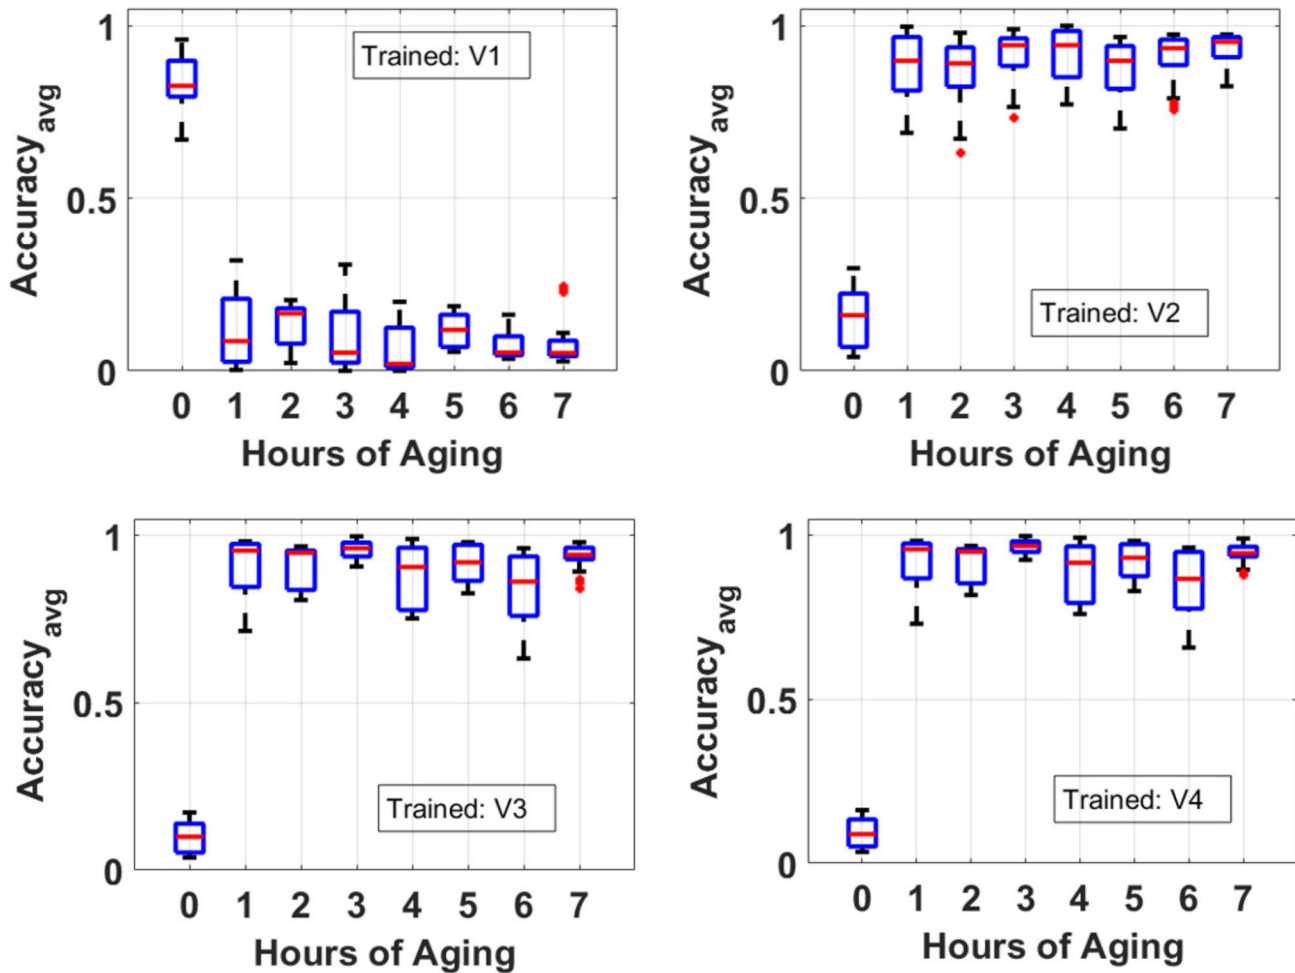 Trained: V1
Accuracy avg
1
0.5
0
0 1 2 3 4 5 6 7
Hours of Aging
Trained: V2
Accuracy avg
1
0.5
0
0 1 2 3 4 5 6 7
Hours of Aging
Trained: V3
Accuracy avg
1
0.5
0
0 1 2 3 4 5 6 7
Hours of Aging
Trained: V4
Accuracy avg
1
0.5
0
0 1 2 3 4 5 6 7
Hours of Aging